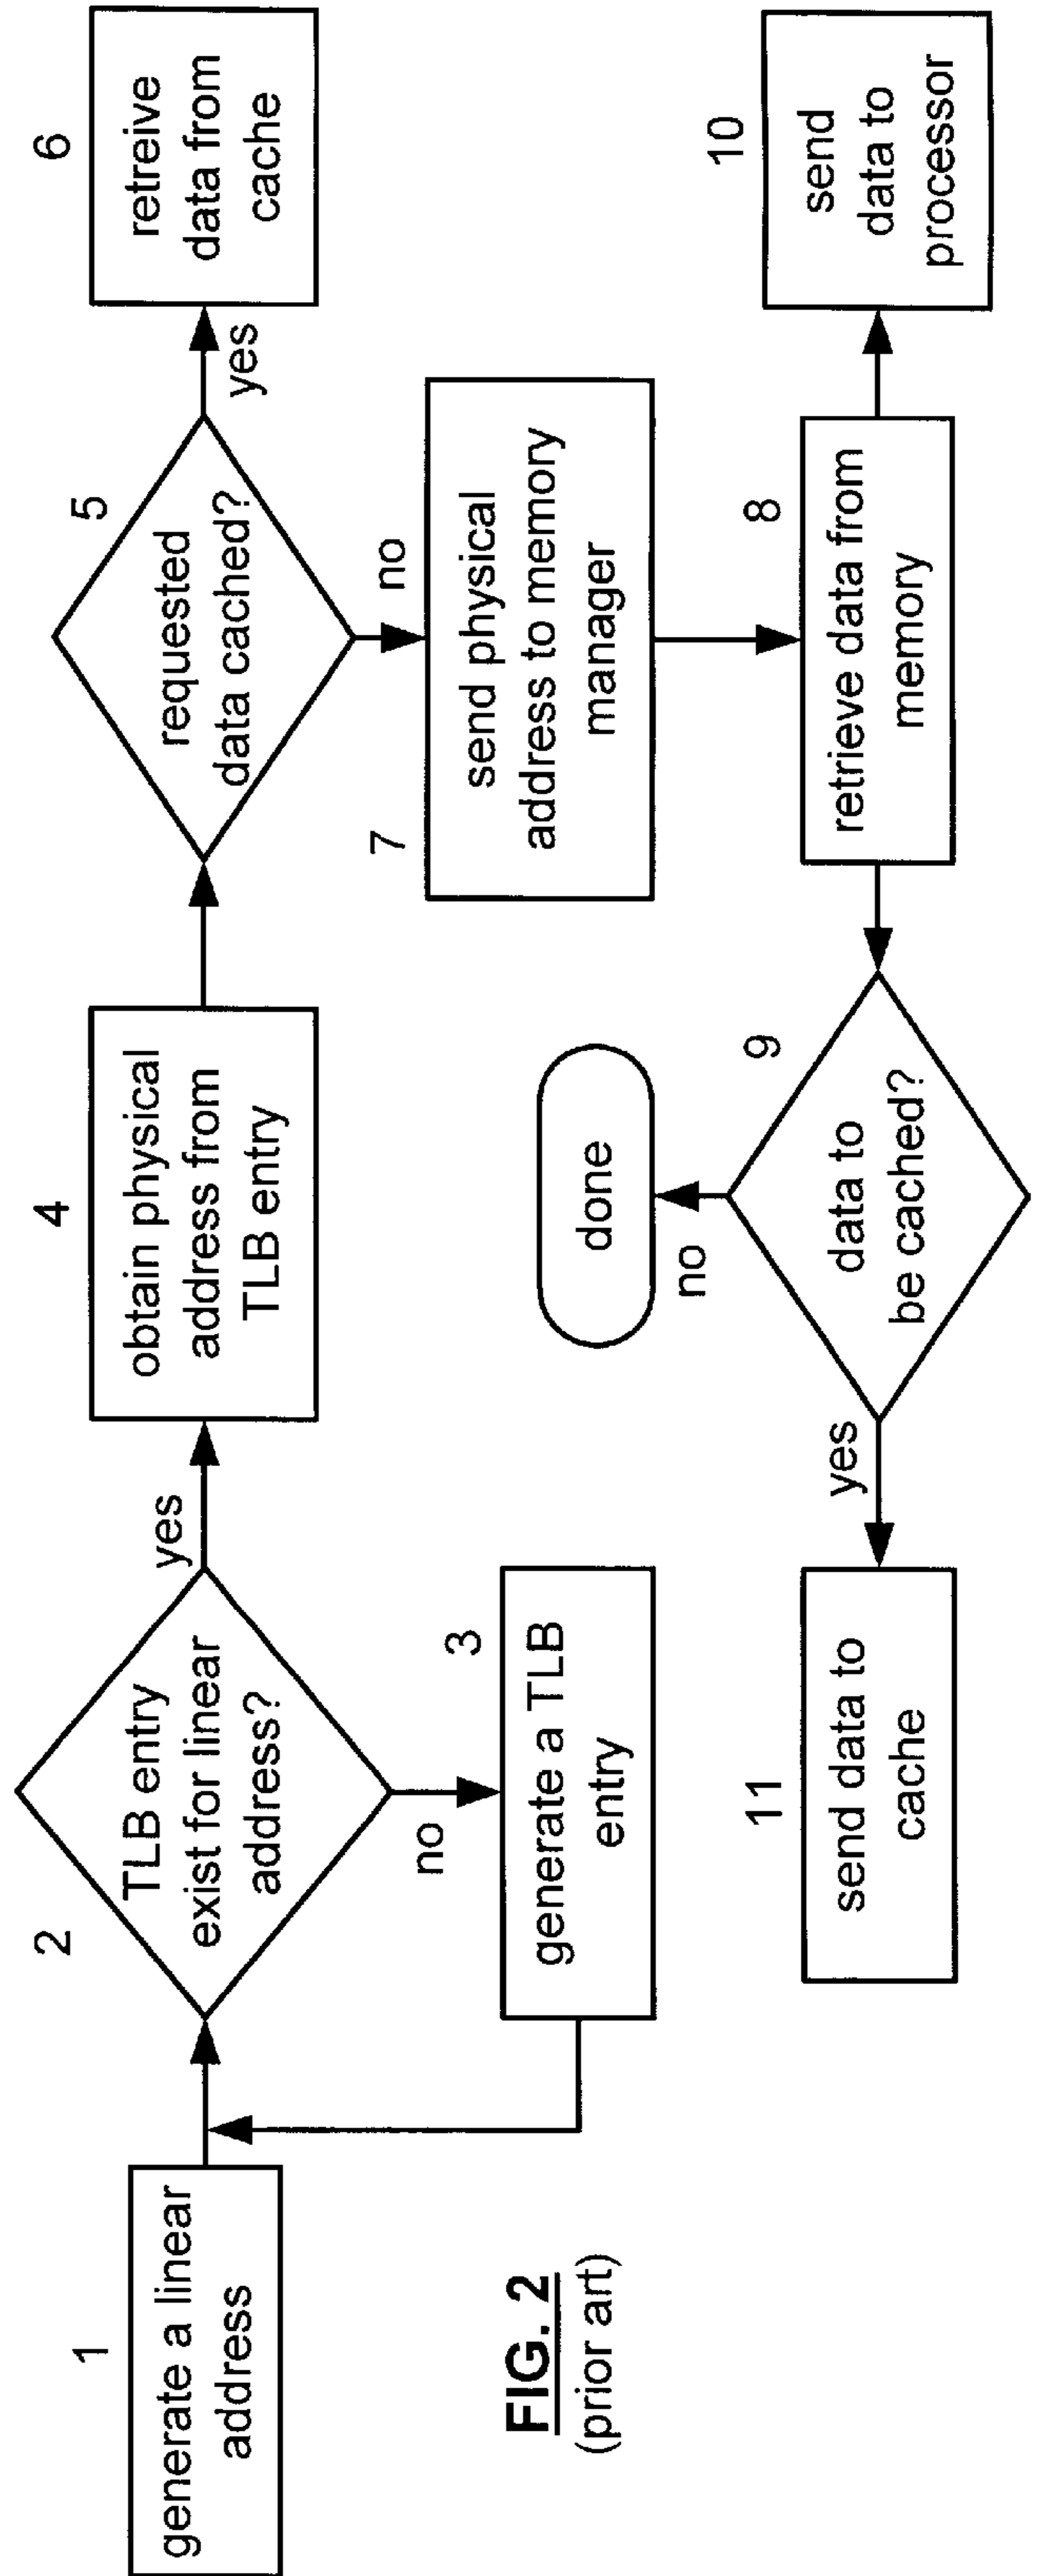 1
generate a linear
address
2
TLB entry
exist for linear
address?
yes
no
3
generate a TLB
entry
4
obtain physical
address from
TLB entry
5
requested
data cached?
yes
no
6
retreive
data from
cache
7
send physical
address to memory
manager
8
retrieve data from
memory
9
data to
be cached?
no
done
yes
10
send
data to
processor
11
send data to
cache
FIG. 2
(prior art)